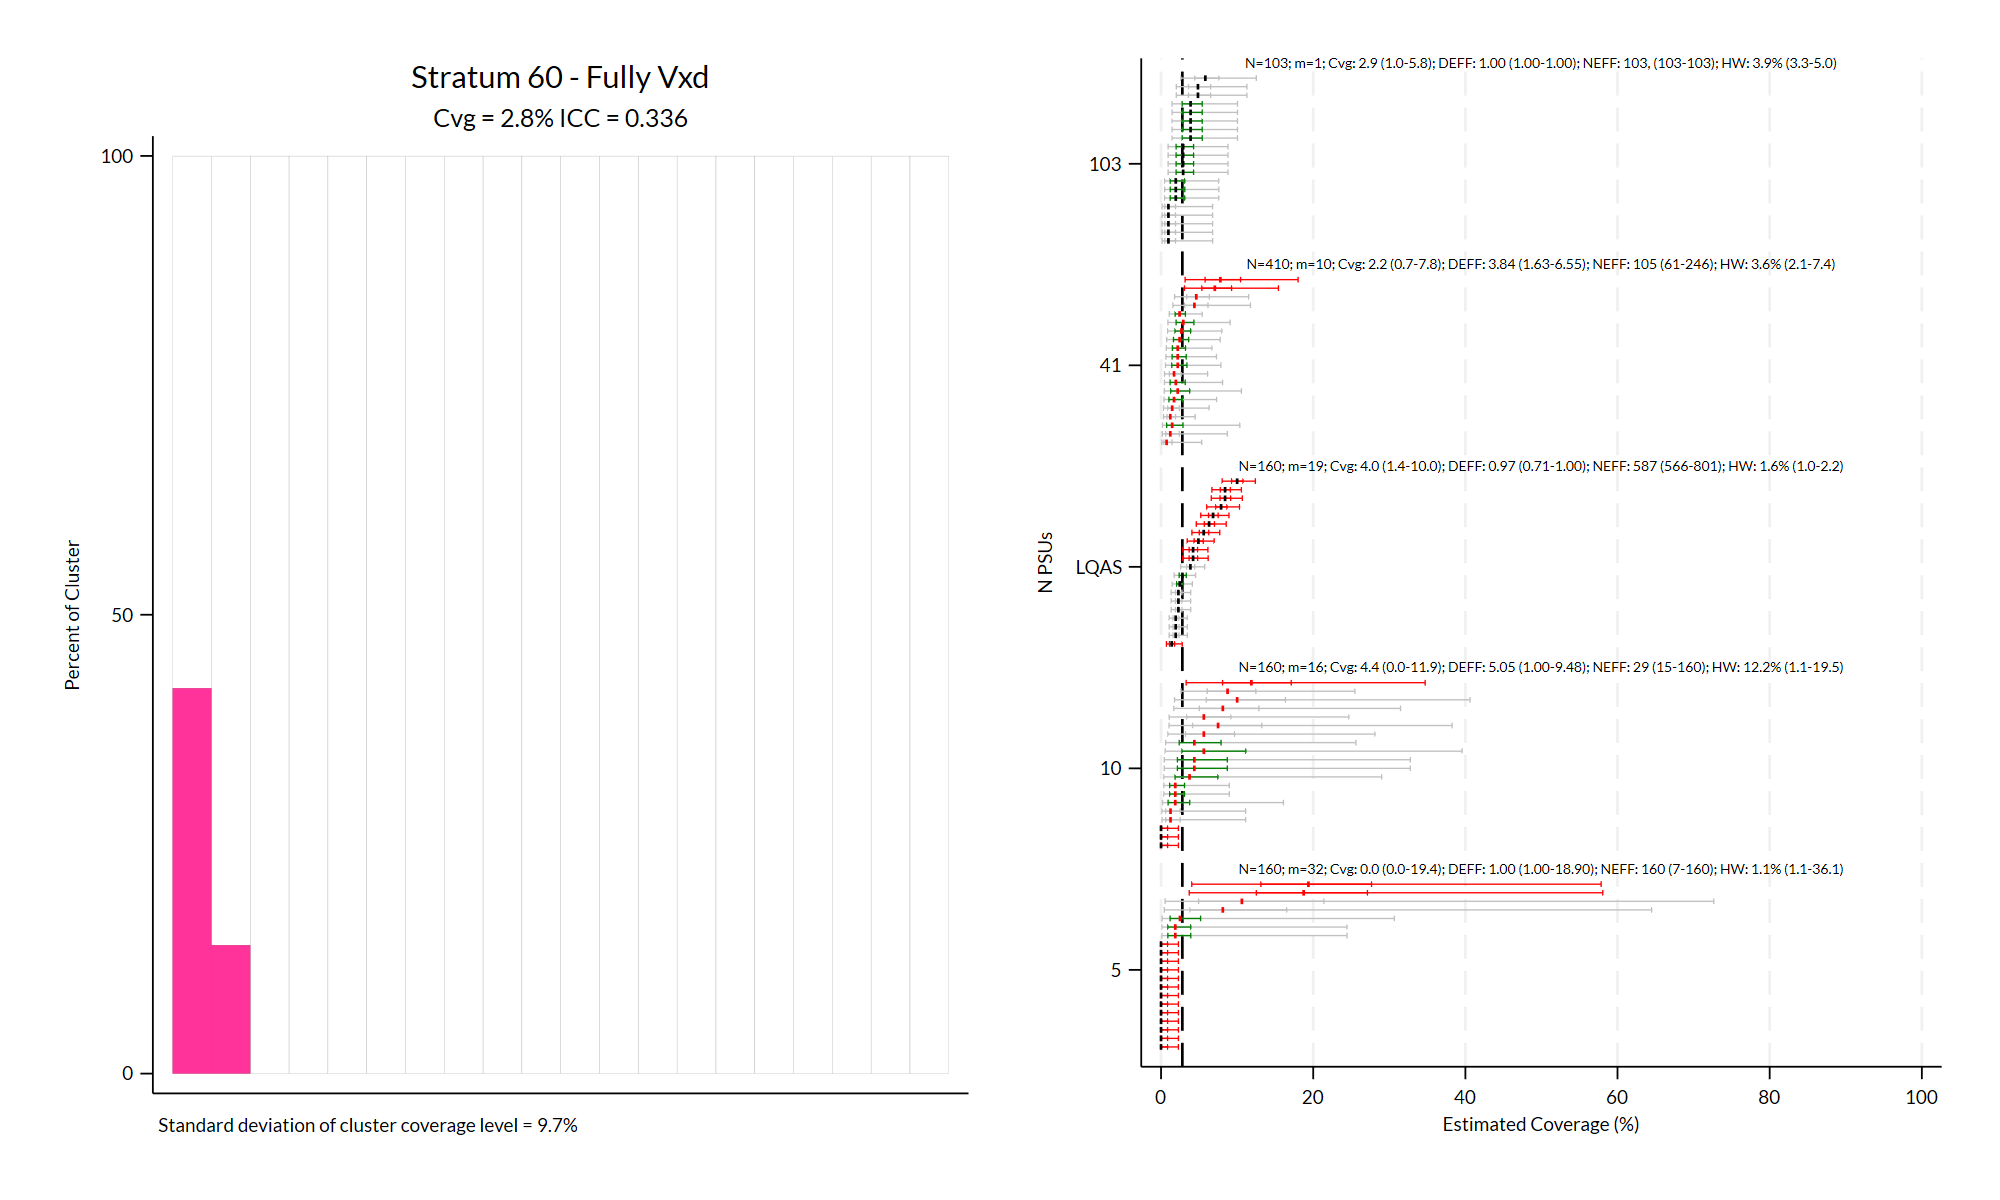 Stratum 60 - Fully Vxd
Cvg = 2.8% ICC = 0.336
100
50
0
Percent of Cluster
Standard deviation of cluster coverage level = 9.7%
N=103; m=1; Cvg: 2.9 (1.0-5.8); DEFF: 1.00 (1.00-1.00); NEFF: 103, (103-103); HW: 3.9% (3.3-5.0)
103
N=410; m=10; Cvg: 2.2 (0.7-7.8); DEFF: 3.84 (1.63-6.55); NEFF: 105 (61-246); HW: 3.6% (2.1-7.4)
41
N=160; m=19; Cvg: 4.0 (1.4-10.0); DEFF: 0.97 (0.71-1.00); NEFF: 587 (566-801); HW: 1.6% (1.0-2.2)
LQAS
N PSUs
N=160; m=16; Cvg: 4.4 (0.0-11.9); DEFF: 5.05 (1.00-9.48); NEFF: 29 (15-160); HW: 12.2% (1.1-19.5)
10
N=160; m=32; Cvg: 0.0 (0.0-19.4); DEFF: 1.00 (1.00-18.90); NEFF: 160 (7-160); HW: 1.1% (1.1-36.1)
5
0 20 40 60 80 100
Estimated Coverage (%)